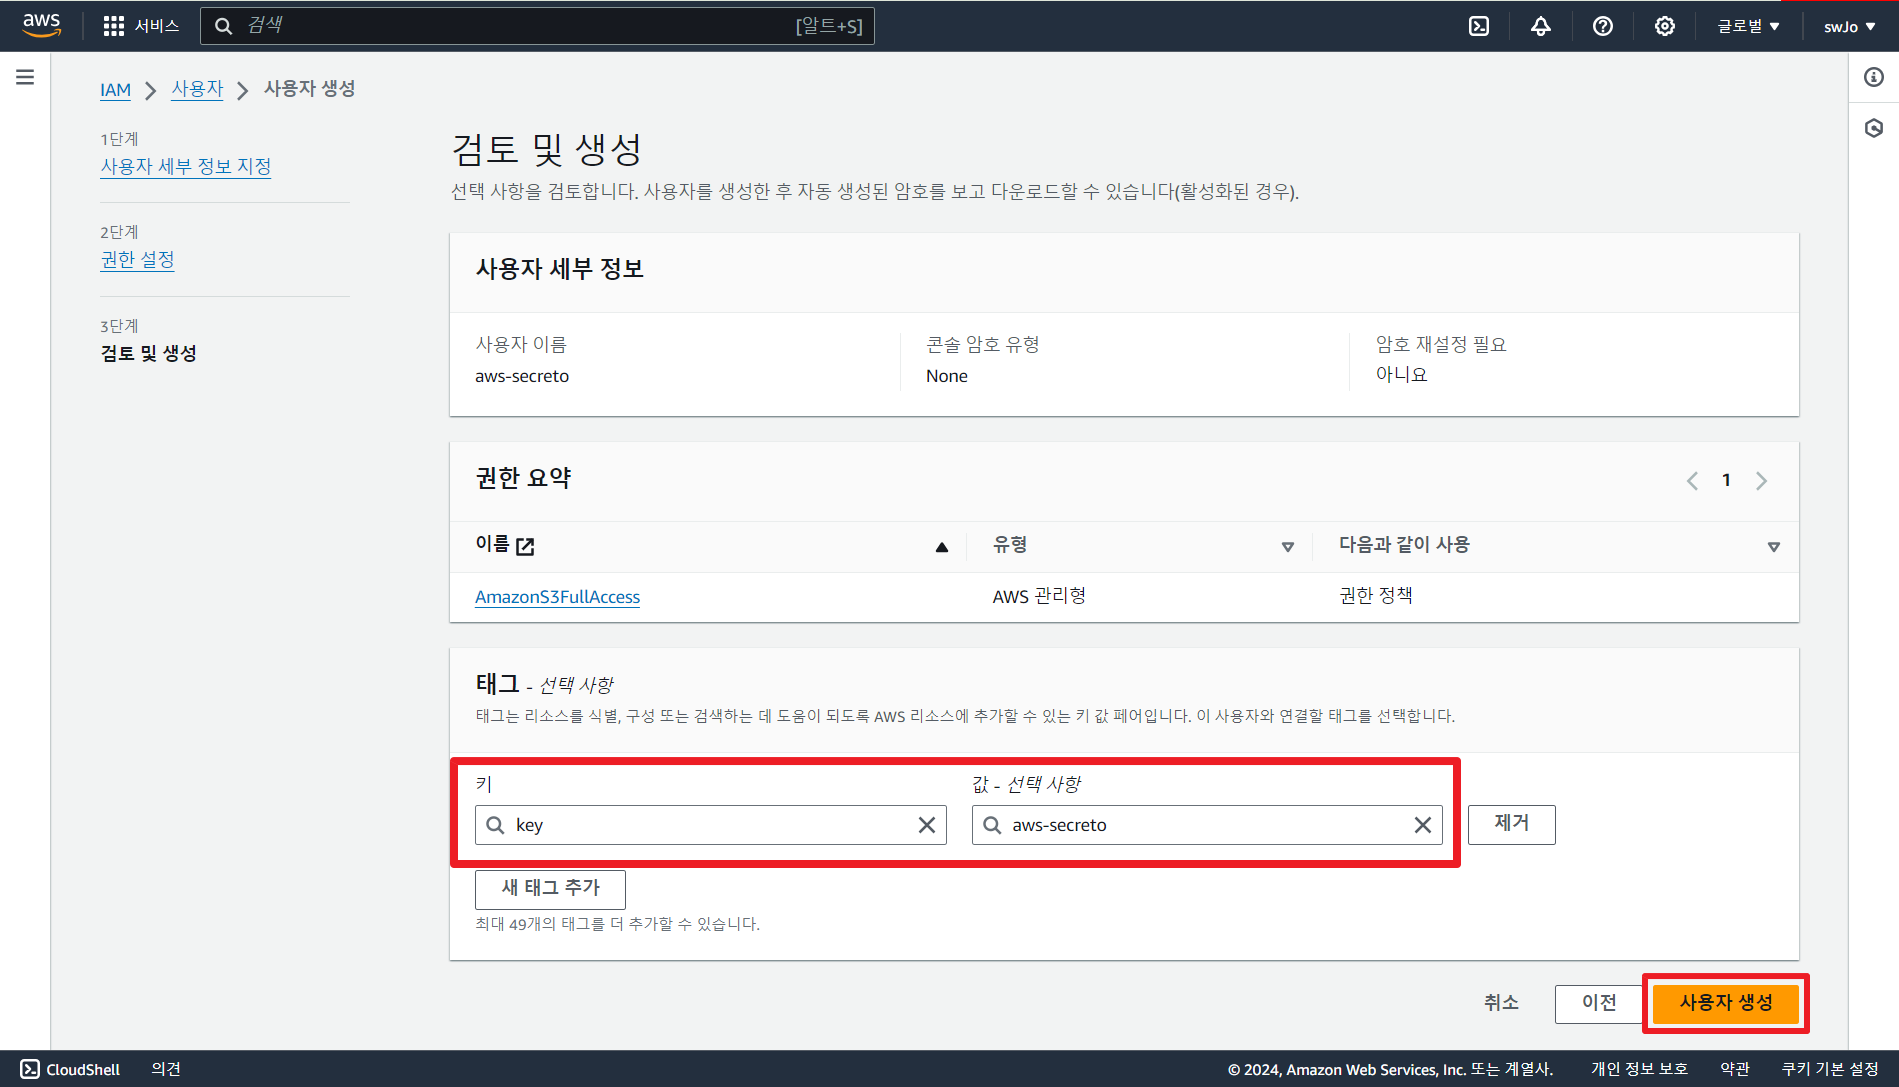 aws
서비스
검색
[알트+S]
글로벌
swJo
IAM
사용자
사용자 생성
1단계
사용자 세부 정보 지정
2단계
권한 설정
3단계
검토 및 생성
검토 및 생성
선택 사항을 검토합니다. 사용자를 생성한 후 자동 생성된 암호를 보고 다운로드할 수 있습니다(활성화된 경우).
사용자 세부 정보
사용자 이름
aws-secreto
콘솔 암호 유형
None
암호 재설정 필요
아니요
권한 요약
1
이름
유형
다음과 같이 사용
AmazonS3FullAccess
AWS 관리형
권한 정책
태그 - 선택 사항
태그는 리소스를 식별, 구성 또는 검색하는 데 도움이 되도록 AWS 리소스에 추가할 수 있는 키 값 페어입니다. 이 사용자와 연결할 태그를 선택합니다.
키
값 - 선택 사항
key
aws-secreto
제거
새 태그 추가
최대 49개의 태그를 더 추가할 수 있습니다.
취소
이전
사용자 생성
CloudShell
의견
© 2024, Amazon Web Services, Inc. 또는 계열사.
개인 정보 보호
약관
쿠키 기본 설정